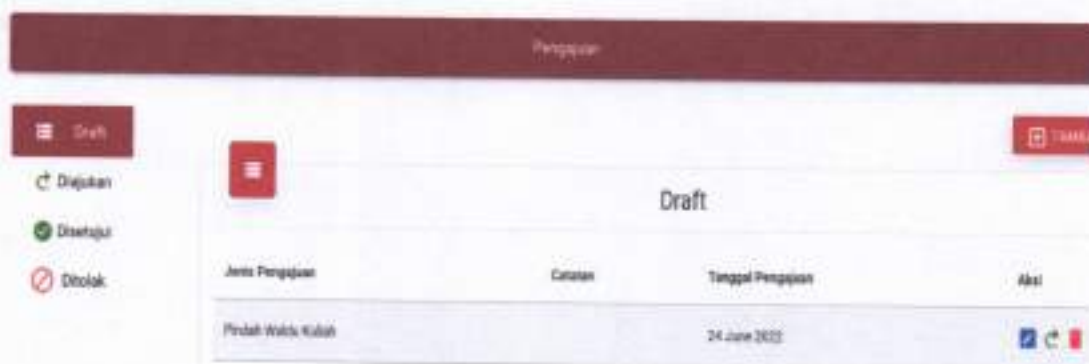 Pengajuan
Draft
Diajukan
Disetujui
Ditolak
Draft
Jenis Pengajuan Catatan Tanggal Pengajuan Aksi
Pindah Waktu Kuliah 24 June 2022